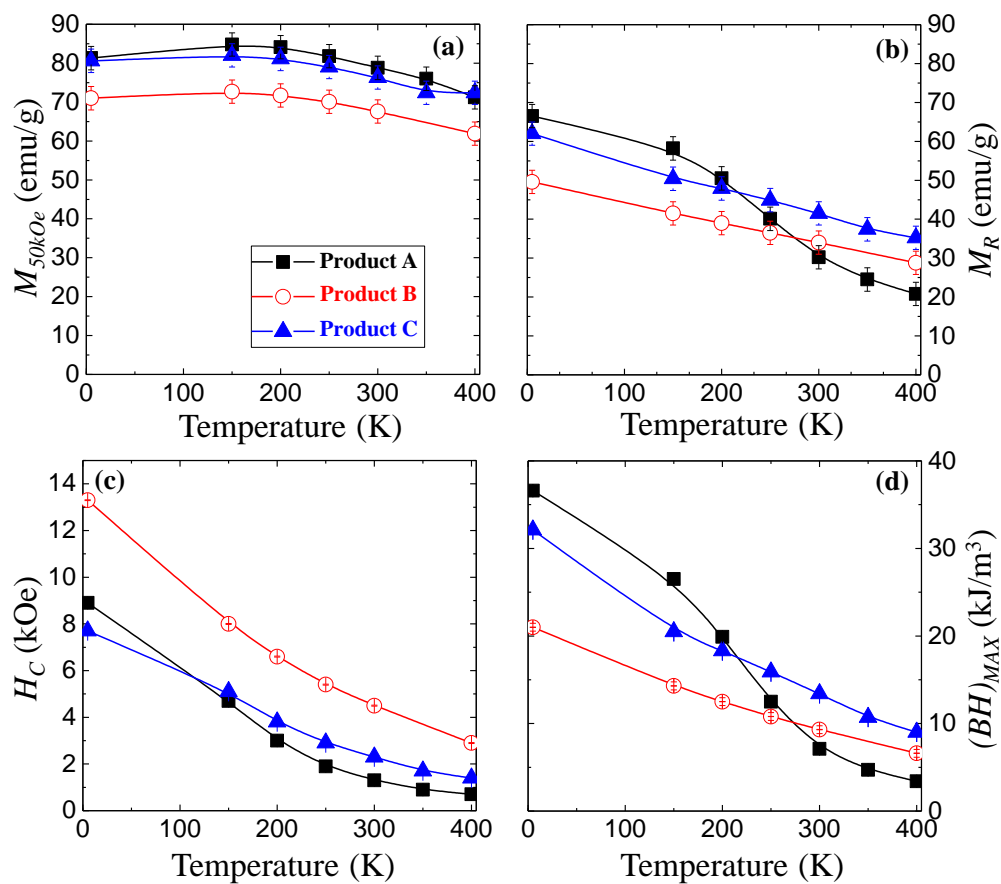 90
80
70
60
50
40
30
20
10
0
M50kOe (emu/g)
(a)
Product A
Product B
Product C
0 100 200 300 400
Temperature (K)
(b)
90
80
70
60
50
40
30
20
10
0
MR (emu/g)
0 100 200 300 400
Temperature (K)
14
12
10
8
6
4
2
0
HC (kOe)
(c)
0 100 200 300 400
Temperature (K)
(d)
40
30
20
10
0
(BH)MAX (kJ/m³)
0 100 200 300 400
Temperature (K)